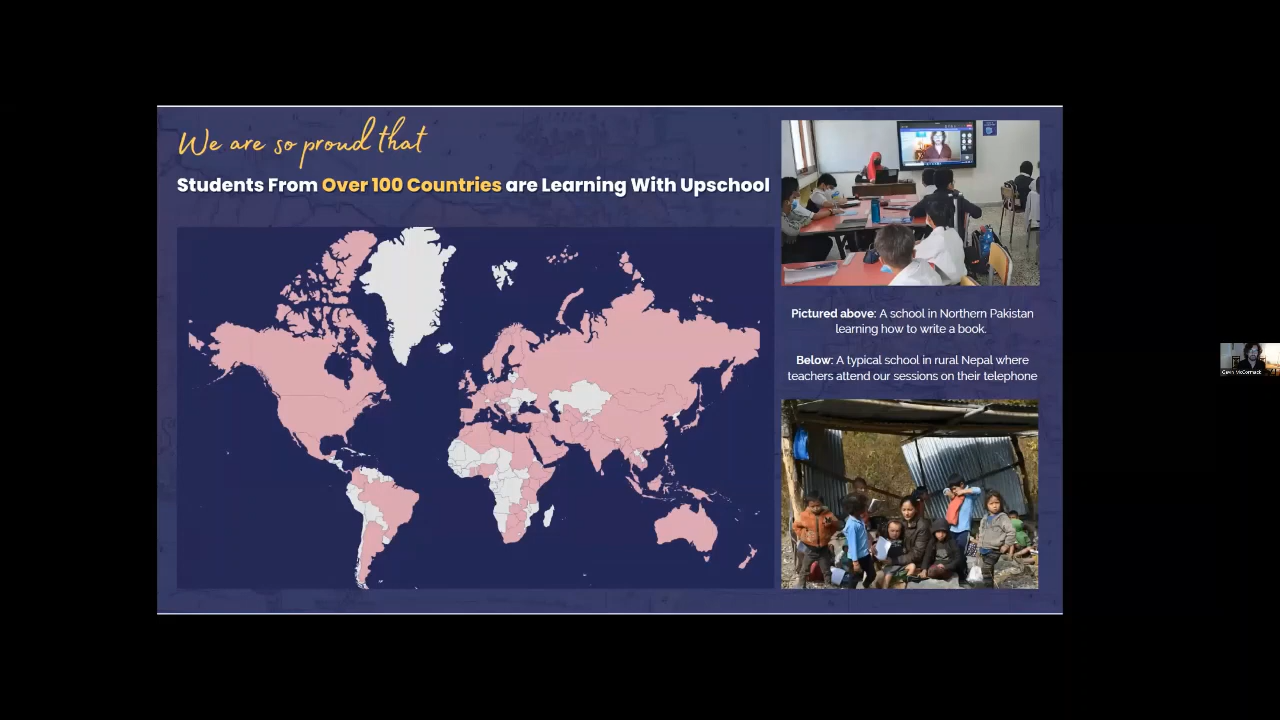 We are so proud that
Students From Over 100 Countries are Learning With Upschool
Pictured above: A school in Northern Pakistan
learning how to write a book.
Below: A typical school in rural Nepal where
teachers attend our sessions on their telephone
Gavin McCormack